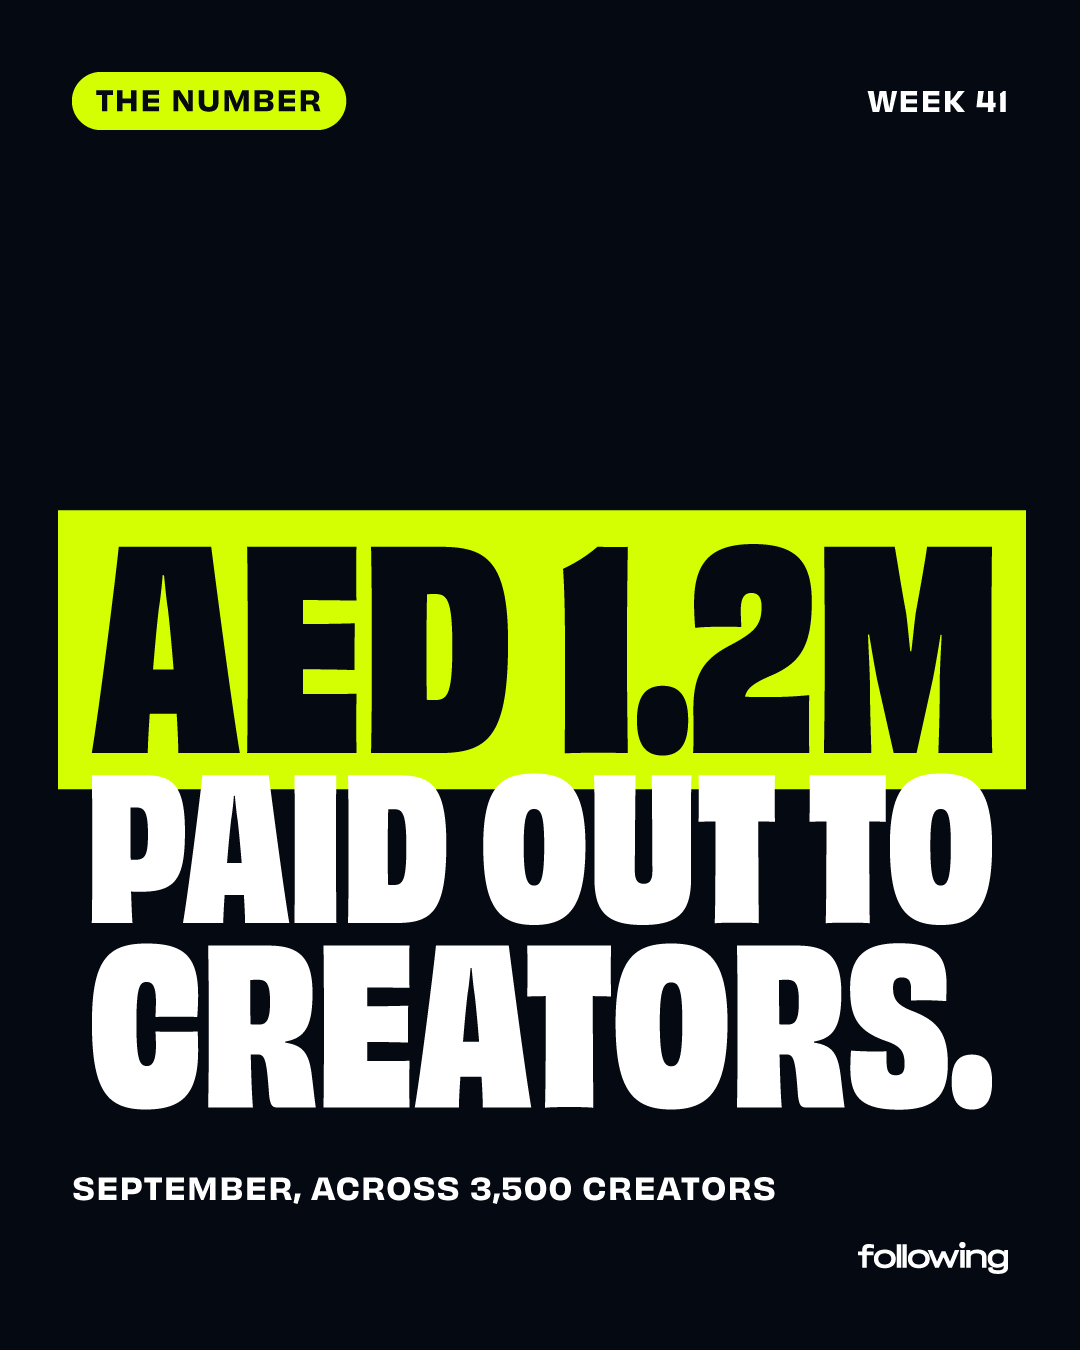 THE NUMBER
WEEK 41
AED 1.2M
PAID OUT TO
CREATORS.
SEPTEMBER, ACROSS 3,500 CREATORS
following